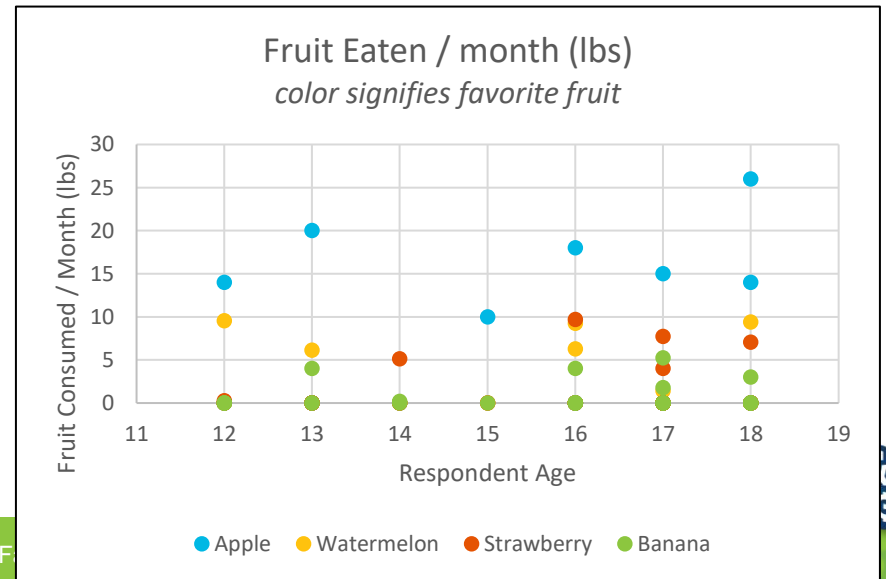 Fruit Eaten / month (lbs)
color signifies favorite fruit
Fruit Consumed / Month (lbs)
30
25
20
15
10
5
0
11 12 13 14 15 16 17 18 19
Respondent Age
Apple Watermelon Strawberry Banana